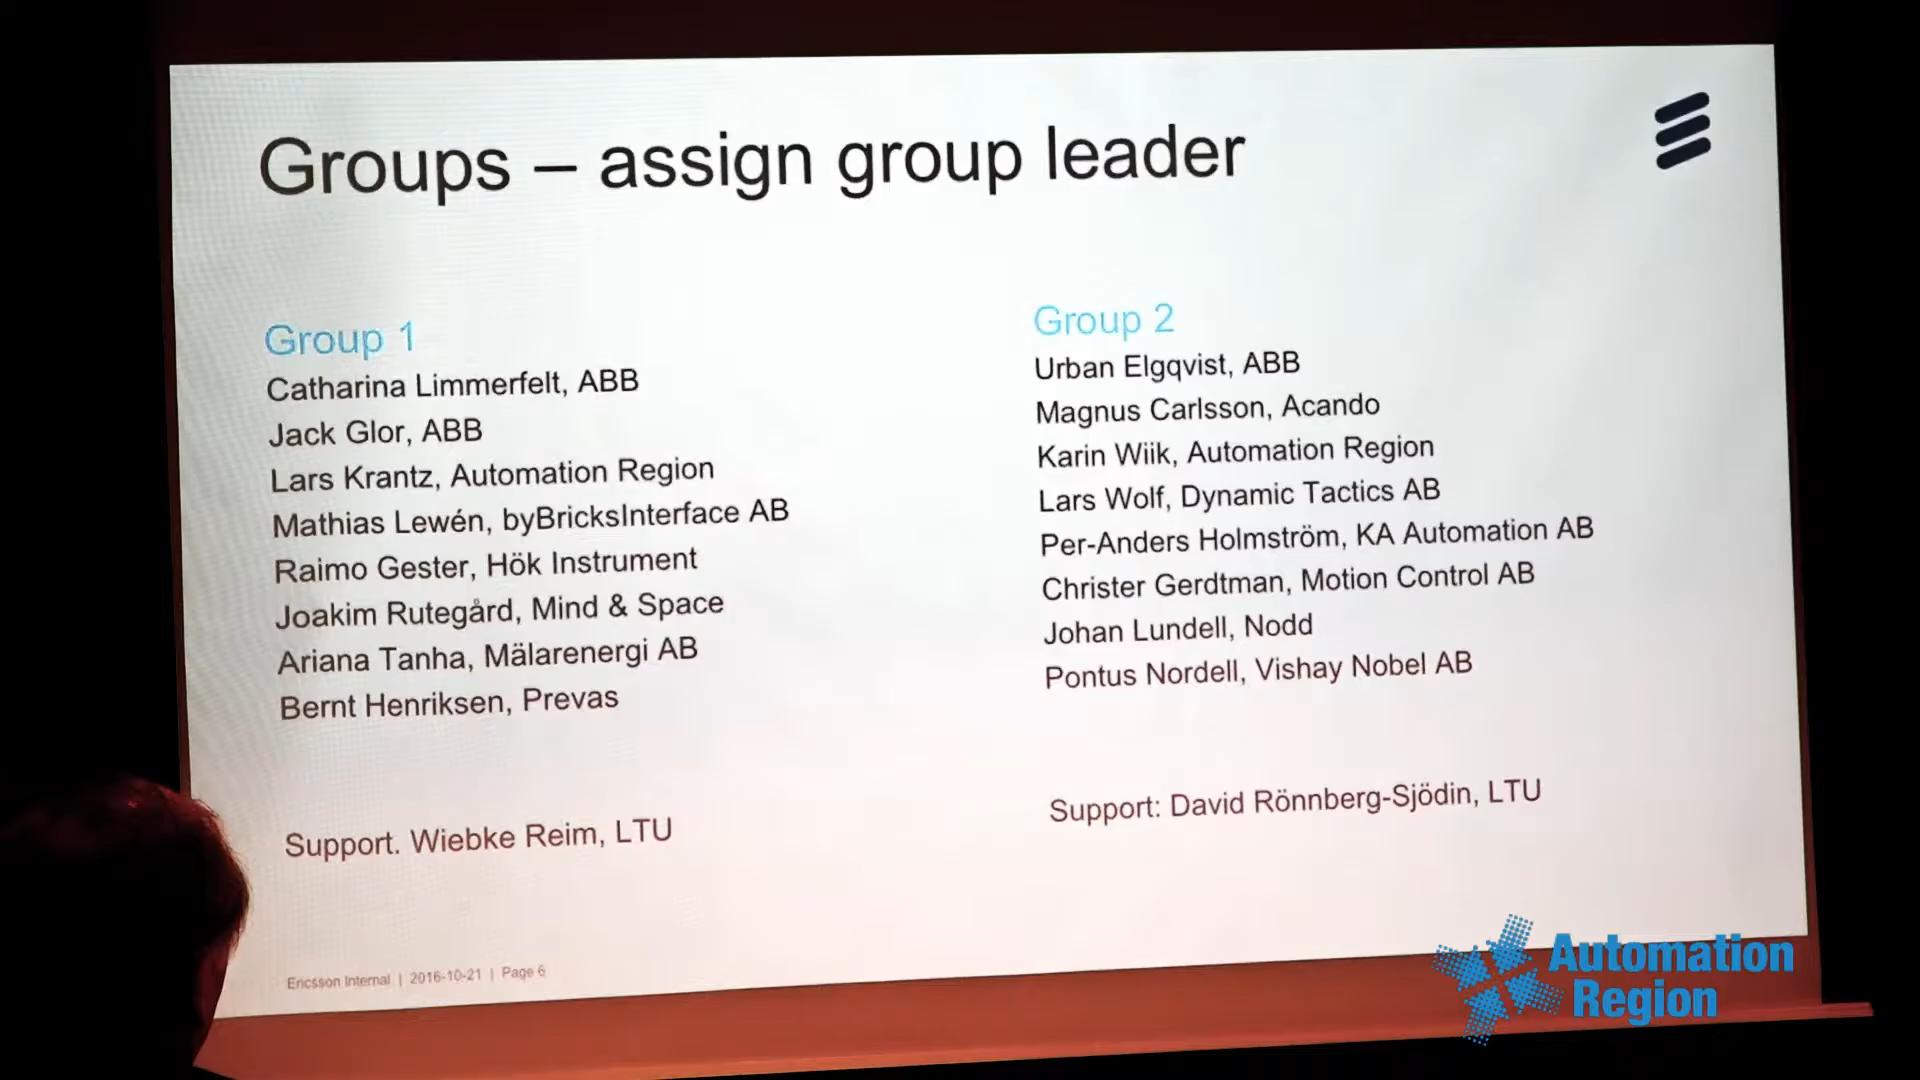 Groups – assign group leader
Group 1
Catharina Limmerfelt, ABB
Jack Glor, ABB
Lars Krantz, Automation Region
Mathias Lewén, byBricksInterface AB
Raimo Gester, Hök Instrument
Joakim Rutegård, Mind & Space
Ariana Tanha, Mälarenergi AB
Bernt Henriksen, Prevas
Support. Wiebke Reim, LTU
Group 2
Urban Elgqvist, ABB
Magnus Carlsson, Acando
Karin Wiik, Automation Region
Lars Wolf, Dynamic Tactics AB
Per-Anders Holmström, KA Automation AB
Christer Gerdtman, Motion Control AB
Johan Lundell, Nodd
Pontus Nordell, Vishay Nobel AB
Support: David Rönnberg-Sjödin, LTU
Ericsson Internal | 2016-10-21 | Page 6
Automation
Region